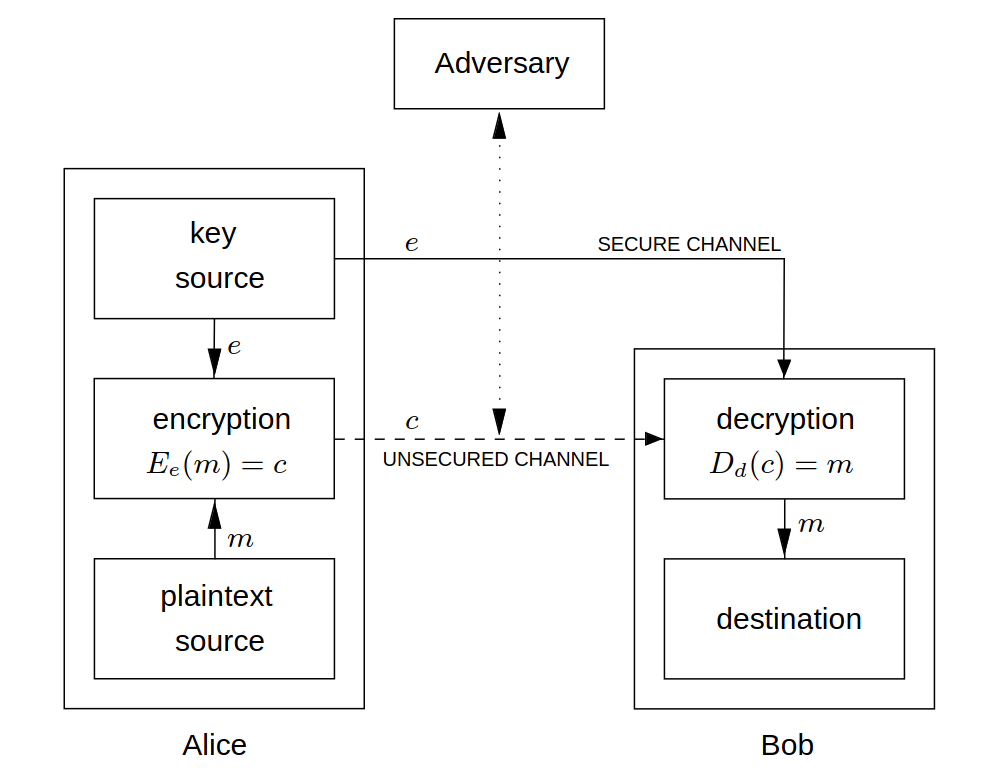 Adversary
key
source
e
SECURE CHANNEL
e
encryption
E_e(m) = c
c
UNSECURED CHANNEL
decryption
D_d(c) = m
m
plaintext
source
m
destination
Alice
Bob